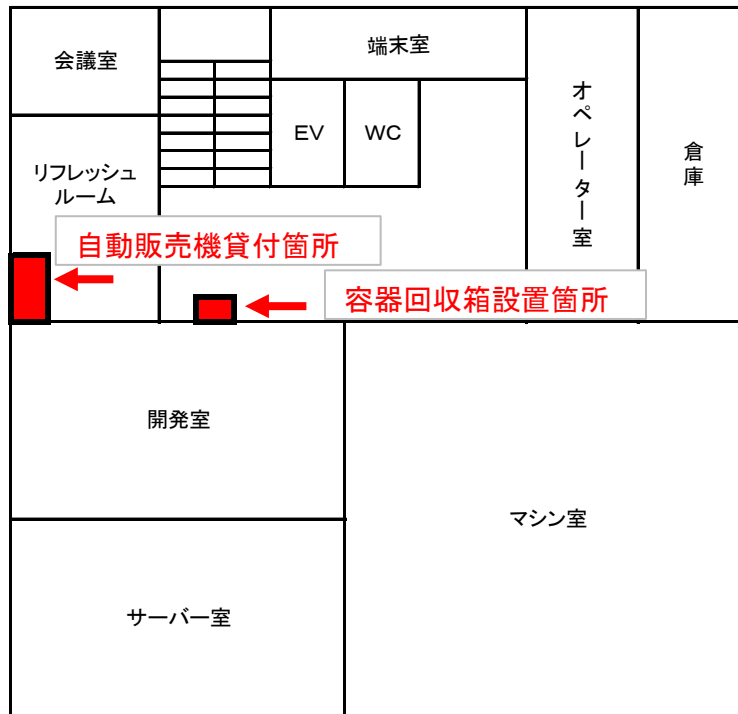 会議室
端末室
オペレーター室
倉庫
EV
WC
リフレッシュ
ルーム
自動販売機貸付箇所
容器回収箱設置箇所
開発室
マシン室
サーバー室